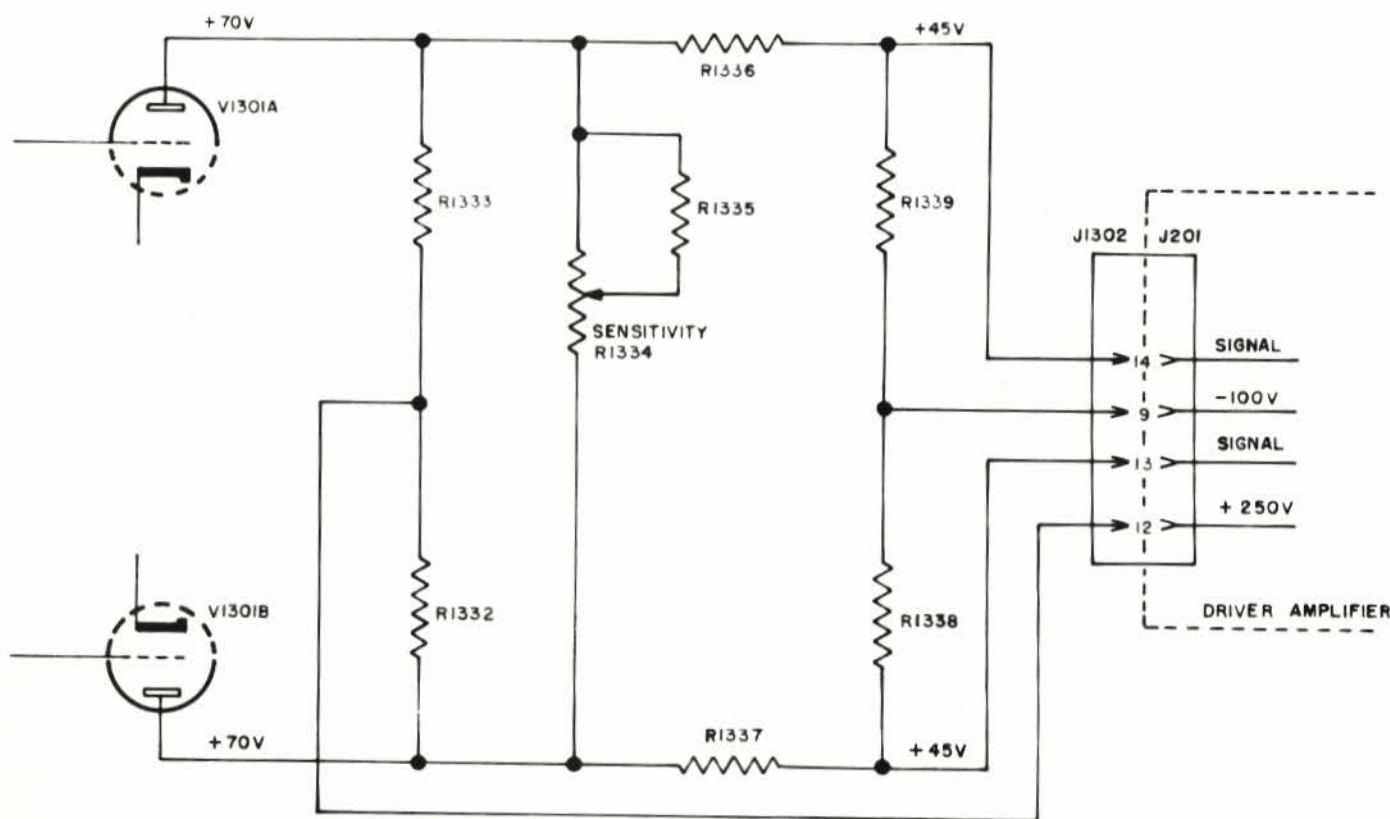 +70V
+45V
R1336
V1301A
R1333
R1335
R1339
J1302 J201
SENSITIVITY
R1334
14
SIGNAL
9
-100V
13
SIGNAL
12
+250V
V1301B
R1332
R1338
DRIVER AMPLIFIER
+70V
R1337
+45V